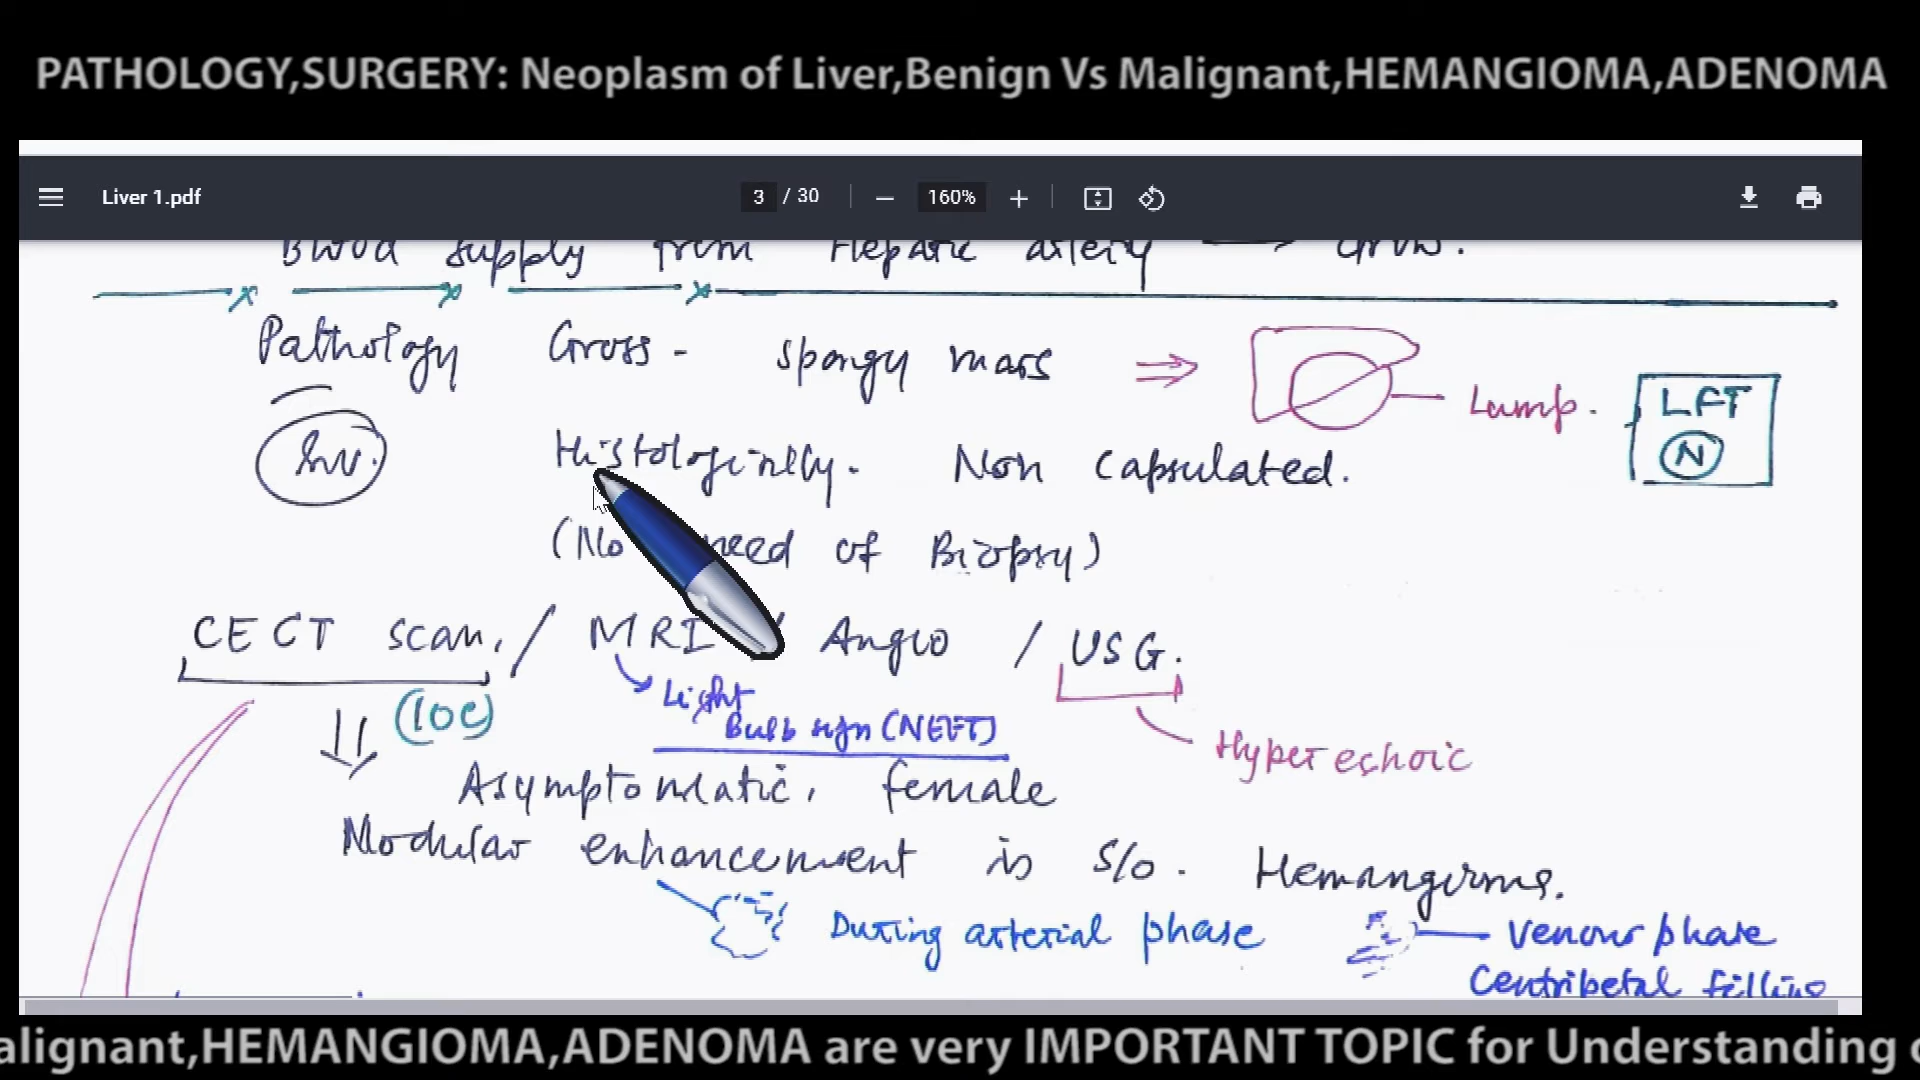 PATHOLOGY,SURGERY: Neoplasm of Liver,Benign Vs Malignant,HEMANGIOMA,ADENOMA
Liver 1.pdf 3 / 30 160%
Blood supply from Hepatic artery
Pathology Gross - spongy mass Lump. LFT
Inv. N
Histologically. Non Capsulated.
(No need of Biopsy)
CECT scan. / MRI / Angio / USG.
(IOC) Light
Bulb sign (NEET) Hyper echoic
Asymptomatic, female
Nodular enhancement is S/O. Hemangioma.
During arterial phase Venous phase
Centripetal filling
alignant,HEMANGIOMA,ADENOMA are very IMPORTANT TOPIC for Understanding